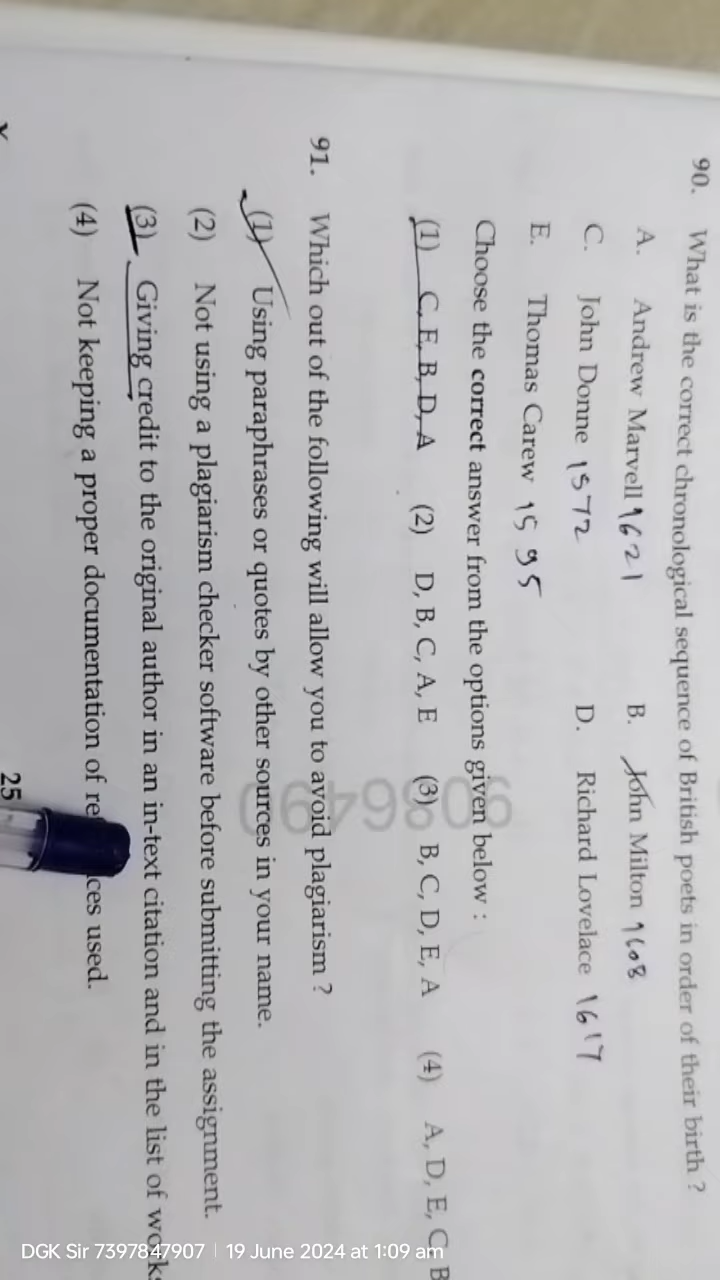 90. What is the correct chronological sequence of British poets in order of their birth ?
A. Andrew Marvell 1621 B. John Milton 1608
C. John Donne 1572 D. Richard Lovelace 1617
E. Thomas Carew 1595
Choose the correct answer from the options given below :
(1) C, E, B, D, A (2) D, B, C, A, E (3) B, C, D, E, A (4) A, D, E, C, B
91. Which out of the following will allow you to avoid plagiarism ?
(1) Using paraphrases or quotes by other sources in your name.
(2) Not using a plagiarism checker software before submitting the assignment.
(3) Giving credit to the original author in an in-text citation and in the list of works
(4) Not keeping a proper documentation of used.
25
DGK Sir 7397847907 | 19 June 2024 at 1:09 am